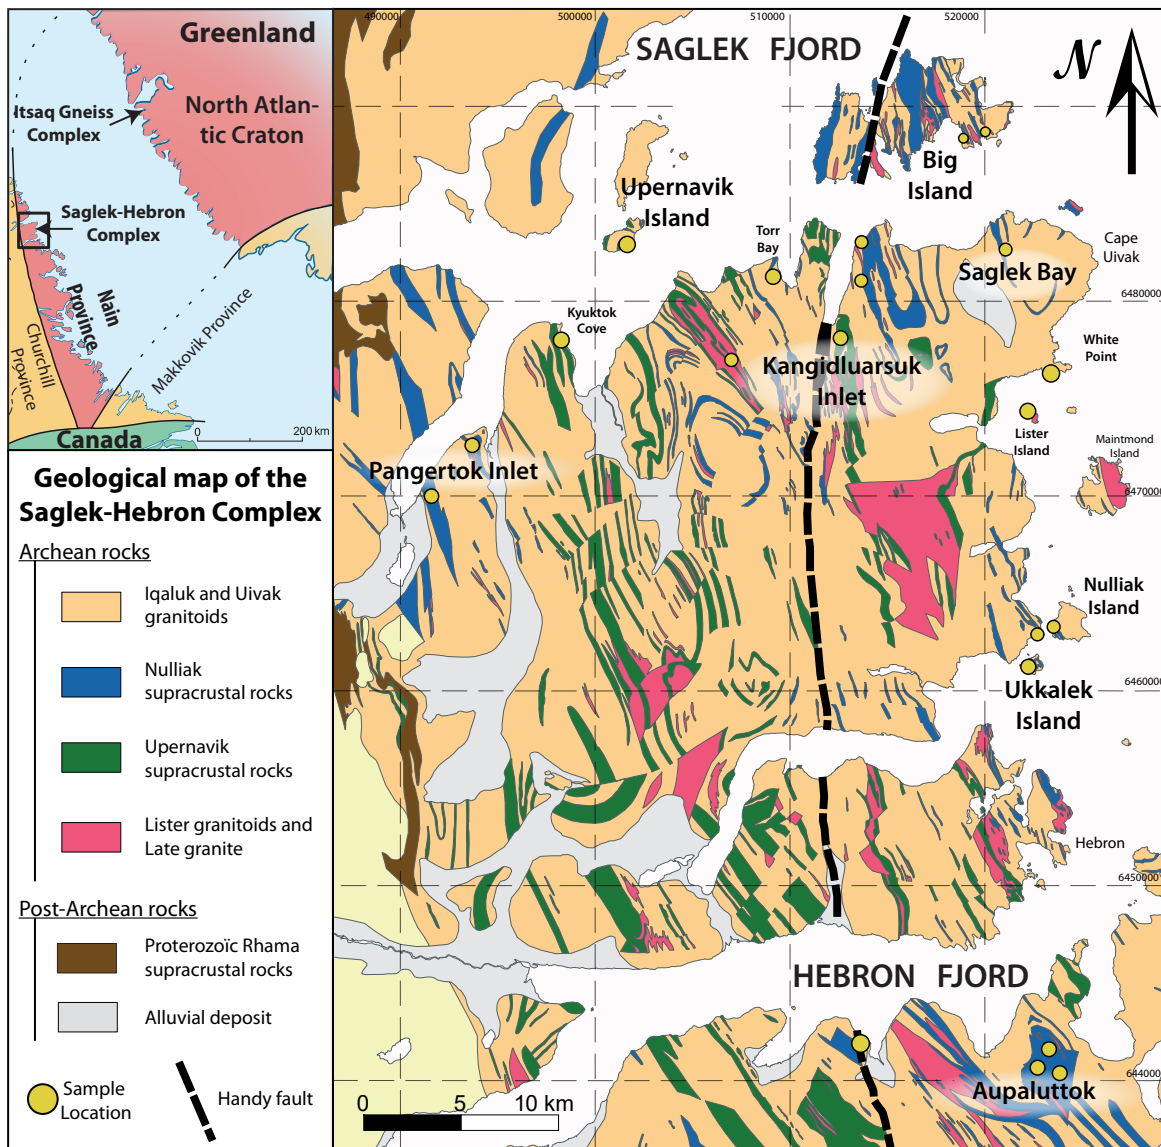 Greenland
North Atlan-
tic Craton
Itsaq Gneiss
Complex
Saglek-Hebron
Complex
Nain
Province
Churchill
Province
Makkovik Province
Canada
0
200 km
Geological map of the
Saglek-Hebron Complex
Archean rocks
Iqaluk and Uivak
granitoids
Nulliak
supracrustal rocks
Upernavik
supracrustal rocks
Lister granitoids and
Late granite
Post-Archean rocks
Proterozoïc Rhama
supracrustal rocks
Alluvial deposit
Sample
Location
Handy fault
490000
500000
510000
520000
SAGLEK FJORD
N
Big
Island
Upernavik
Island
Torr
Bay
Cape
Uivak
Saglek Bay
6480000
Kyuktok
Cove
White
Point
Kangidluarsuk
Inlet
Lister
Island
Maintmond
Island
Pangertok Inlet
6470000
Nulliak
Island
Ukkalek
Island
6460000
Hebron
6450000
HEBRON FJORD
644000
Aupaluttok
0
5
10 km